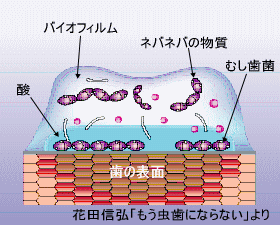 バイオフィルム
ネバネバの物質
酸
むし歯菌
歯の表面
花田信弘「もう虫歯にならない」より